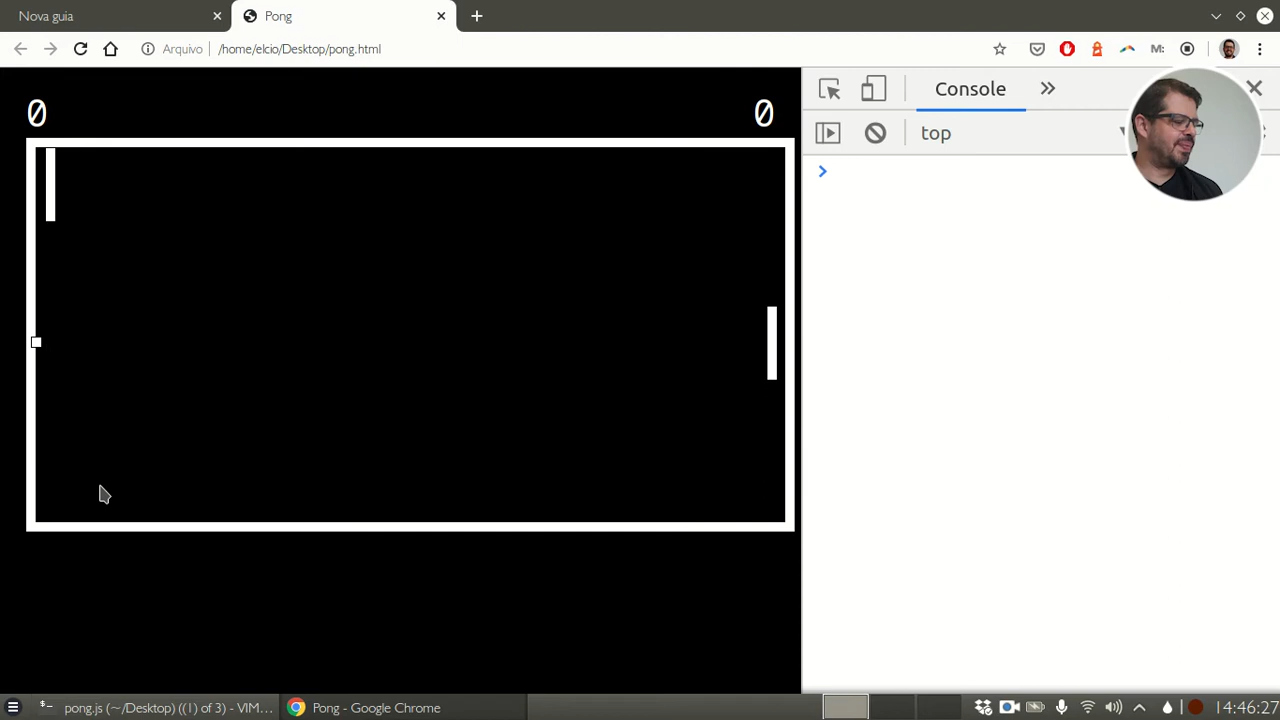 Nova guia
Pong
Arquivo
/home/elcio/Desktop/pong.html
M:
0
0
Console
top
pong.js (~/Desktop) ((1) of 3) - VIM...
Pong - Google Chrome
14:46:27